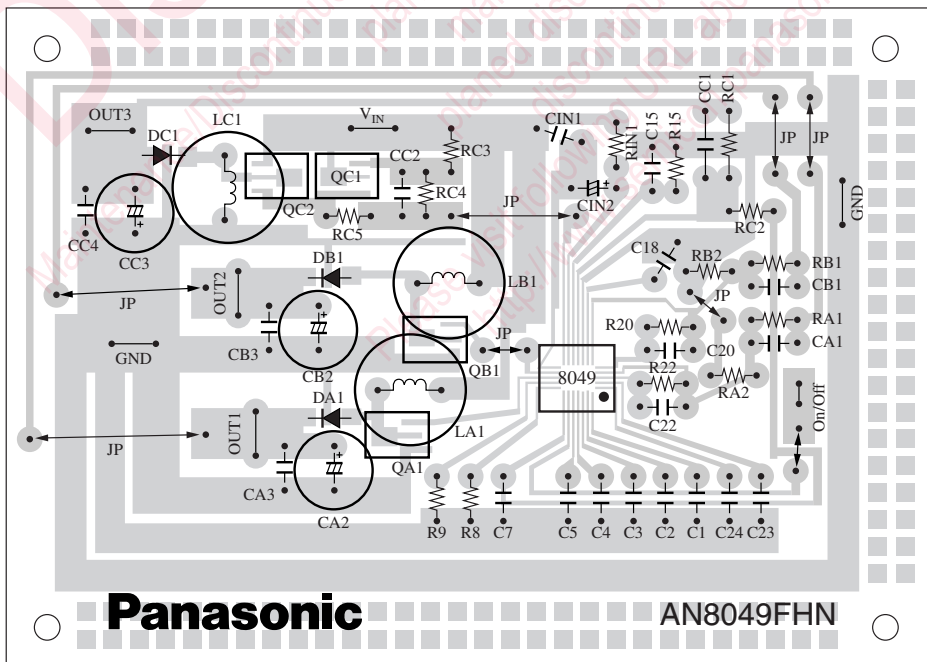 OUT3
LC1
DC1
VIN
CIN1
RIN1
C15
R15
CC1
RC1
JP
JP
CC2
RC3
RC4
QC2
QC1
RC5
JP
CIN2
RC2
GND
CC4
CC3
C18
RB2
RB1
CB1
DB1
LB1
JP
OUT2
JP
RA1
CA1
R20
C20
R22
RA2
C22
GND
CB3
CB2
JP
QB1
8049
DA1
OUT1
LA1
On/Off
JP
QA1
CA3
CA2
R9
R8
C7
C5
C4
C3
C2
C1
C24
C23
Panasonic
AN8049FHN